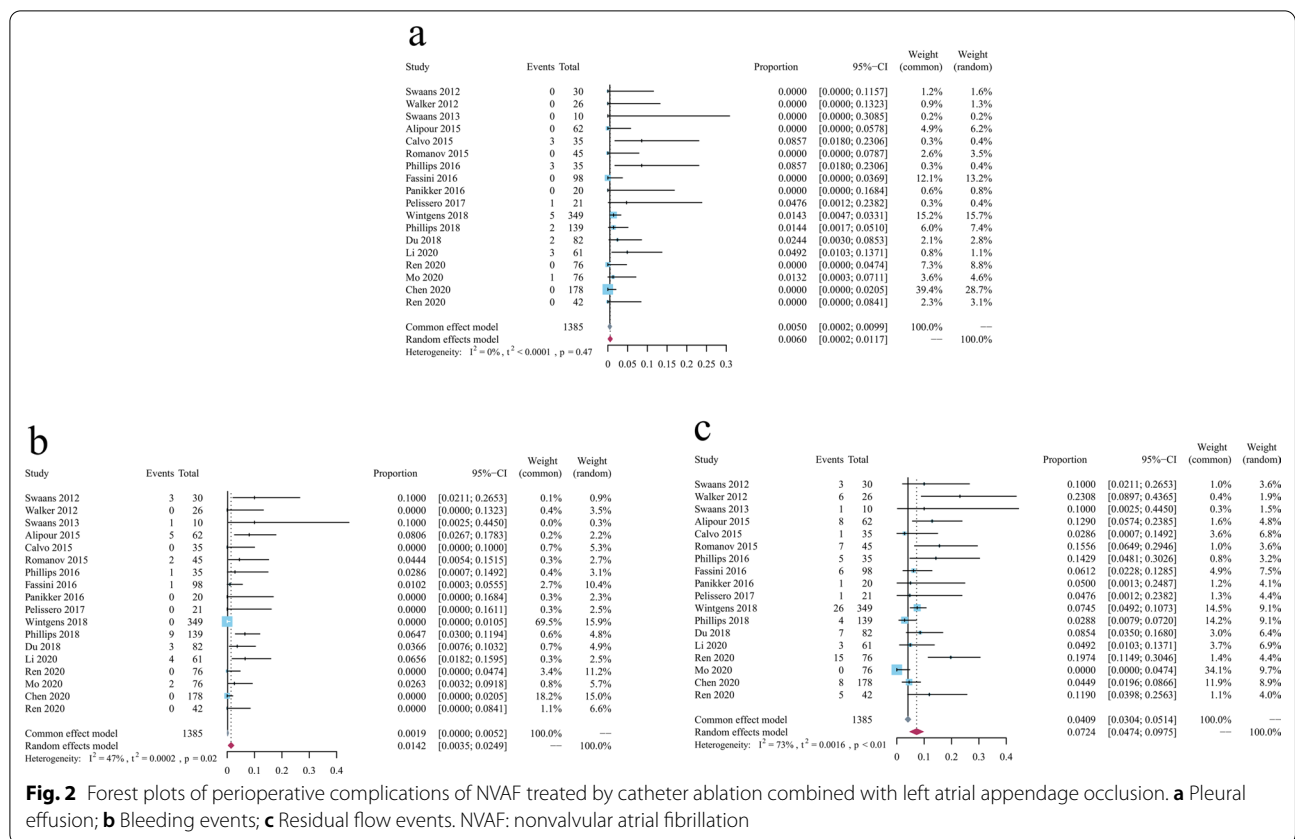 a
Study Events Total Proportion 95%−CI Weight (common) Weight (random)
Swaans 2012 0 30 0.0000 [0.0000; 0.1157] 1.2% 1.6%
Walker 2012 0 26 0.0000 [0.0000; 0.1323] 0.9% 1.3%
Swaans 2013 0 10 0.0000 [0.0000; 0.3085] 0.2% 0.2%
Alipour 2015 0 62 0.0000 [0.0000; 0.0578] 4.9% 6.2%
Calvo 2015 3 35 0.0857 [0.0180; 0.2306] 0.3% 0.4%
Romanov 2015 0 45 0.0000 [0.0000; 0.0787] 2.6% 3.5%
Phillips 2016 3 35 0.0857 [0.0180; 0.2306] 0.3% 0.4%
Fassini 2016 0 98 0.0000 [0.0000; 0.0369] 12.1% 13.2%
Panikker 2016 0 20 0.0000 [0.0000; 0.1684] 0.6% 0.8%
Pelissero 2017 1 21 0.0476 [0.0012; 0.2382] 0.3% 0.4%
Wintgens 2018 5 349 0.0143 [0.0047; 0.0331] 15.2% 15.7%
Phillips 2018 2 139 0.0144 [0.0017; 0.0510] 6.0% 7.4%
Du 2018 2 82 0.0244 [0.0030; 0.0853] 2.1% 2.8%
Li 2020 3 61 0.0492 [0.0103; 0.1371] 0.8% 1.1%
Ren 2020 0 76 0.0000 [0.0000; 0.0474] 7.3% 8.8%
Mo 2020 1 76 0.0132 [0.0003; 0.0711] 3.6% 4.6%
Chen 2020 0 178 0.0000 [0.0000; 0.0205] 39.4% 28.7%
Ren 2020 0 42 0.0000 [0.0000; 0.0841] 2.3% 3.1%
Common effect model 1385 0.0050 [0.0002; 0.0099] 100.0% −−
Random effects model 0.0060 [0.0002; 0.0117] −− 100.0%
Heterogeneity: I² = 0%, t² < 0.0001, p = 0.47
0 0.05 0.1 0.15 0.2 0.25 0.3
b
Study Events Total Proportion 95%−CI Weight (common) Weight (random)
Swaans 2012 3 30 0.1000 [0.0211; 0.2653] 0.1% 0.9%
Walker 2012 0 26 0.0000 [0.0000; 0.1323] 0.4% 3.5%
Swaans 2013 1 10 0.1000 [0.0025; 0.4450] 0.0% 0.3%
Alipour 2015 5 62 0.0806 [0.0267; 0.1783] 0.2% 2.2%
Calvo 2015 0 35 0.0000 [0.0000; 0.1000] 0.7% 5.3%
Romanov 2015 2 45 0.0444 [0.0054; 0.1515] 0.3% 2.7%
Phillips 2016 1 35 0.0286 [0.0007; 0.1492] 0.4% 3.1%
Fassini 2016 1 98 0.0102 [0.0003; 0.0555] 2.7% 10.4%
Panikker 2016 0 20 0.0000 [0.0000; 0.1684] 0.3% 2.3%
Pelissero 2017 0 21 0.0000 [0.0000; 0.1611] 0.3% 2.5%
Wintgens 2018 0 349 0.0000 [0.0000; 0.0105] 69.5% 15.9%
Phillips 2018 9 139 0.0647 [0.0300; 0.1194] 0.6% 4.8%
Du 2018 3 82 0.0366 [0.0076; 0.1032] 0.7% 4.9%
Li 2020 4 61 0.0656 [0.0182; 0.1595] 0.3% 2.5%
Ren 2020 0 76 0.0000 [0.0000; 0.0474] 3.4% 11.2%
Mo 2020 2 76 0.0263 [0.0032; 0.0918] 0.8% 5.7%
Chen 2020 0 178 0.0000 [0.0000; 0.0205] 18.2% 15.0%
Ren 2020 0 42 0.0000 [0.0000; 0.0841] 1.1% 6.6%
Common effect model 1385 0.0019 [0.0000; 0.0052] 100.0% −−
Random effects model 0.0142 [0.0035; 0.0249] −− 100.0%
Heterogeneity: I² = 47%, t² = 0.0002, p = 0.02
0 0.1 0.2 0.3 0.4
c
Study Events Total Proportion 95%−CI Weight (common) Weight (random)
Swaans 2012 3 30 0.1000 [0.0211; 0.2653] 1.0% 3.6%
Walker 2012 6 26 0.2308 [0.0897; 0.4365] 0.4% 1.9%
Swaans 2013 1 10 0.1000 [0.0025; 0.4450] 0.3% 1.5%
Alipour 2015 8 62 0.1290 [0.0574; 0.2385] 1.6% 4.8%
Calvo 2015 1 35 0.0286 [0.0007; 0.1492] 3.6% 6.8%
Romanov 2015 7 45 0.1556 [0.0649; 0.2946] 1.0% 3.6%
Phillips 2016 5 35 0.1429 [0.0481; 0.3026] 0.8% 3.2%
Fassini 2016 6 98 0.0612 [0.0228; 0.1285] 4.9% 7.5%
Panikker 2016 1 20 0.0500 [0.0013; 0.2487] 1.2% 4.1%
Pelissero 2017 1 21 0.0476 [0.0012; 0.2382] 1.3% 4.4%
Wintgens 2018 26 349 0.0745 [0.0492; 0.1073] 14.5% 9.1%
Phillips 2018 4 139 0.0288 [0.0079; 0.0720] 14.2% 9.1%
Du 2018 7 82 0.0854 [0.0350; 0.1680] 3.0% 6.4%
Li 2020 3 61 0.0492 [0.0103; 0.1371] 3.8% 6.9%
Ren 2020 15 76 0.1974 [0.1149; 0.3046] 1.4% 4.4%
Mo 2020 0 76 0.0000 [0.0000; 0.0474] 34.1% 9.7%
Chen 2020 8 178 0.0449 [0.0196; 0.0866] 11.9% 8.9%
Ren 2020 5 42 0.1190 [0.0398; 0.2563] 1.1% 4.0%
Common effect model 1385 0.0409 [0.0304; 0.0514] 100.0% −−
Random effects model 0.0724 [0.0474; 0.0975] −− 100.0%
Heterogeneity: I² = 73%, t² = 0.0016, p < 0.01
0 0.1 0.2 0.3 0.4
Fig. 2 Forest plots of perioperative complications of NVAF treated by catheter ablation combined with left atrial appendage occlusion. a Pleural
effusion; b Bleeding events; c Residual flow events. NVAF: nonvalvular atrial fibrillation